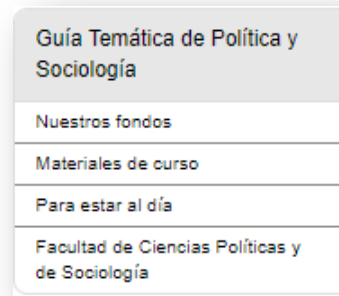 Guía Temática de Política y
Sociología
Nuestros fondos
Materiales de curso
Para estar al día
Facultad de Ciencias Políticas y
de Sociología